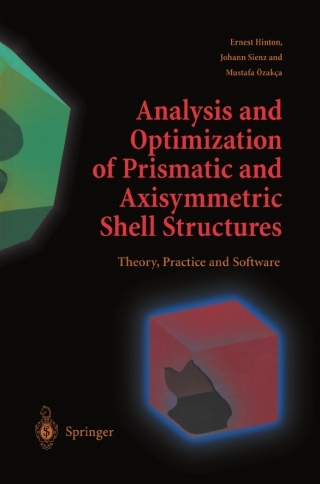 Ernest Hinton,
Johann Sienz and
Mustafa Özakça
Analysis and
Optimization
of Prismatic and
Axisymmetric
Shell Structures
Theory, Practice and Software
Springer